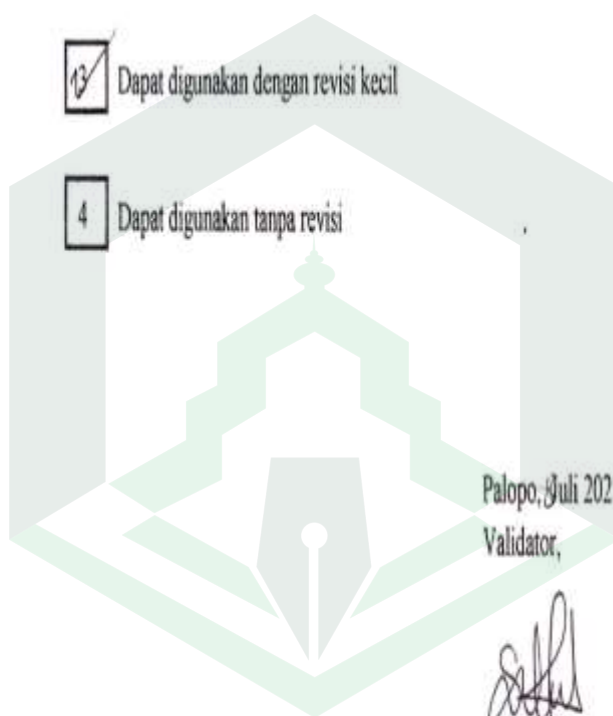 3 Dapat digunakan dengan revisi kecil
4 Dapat digunakan tanpa revisi
Palopo, Juli 202
Validator,